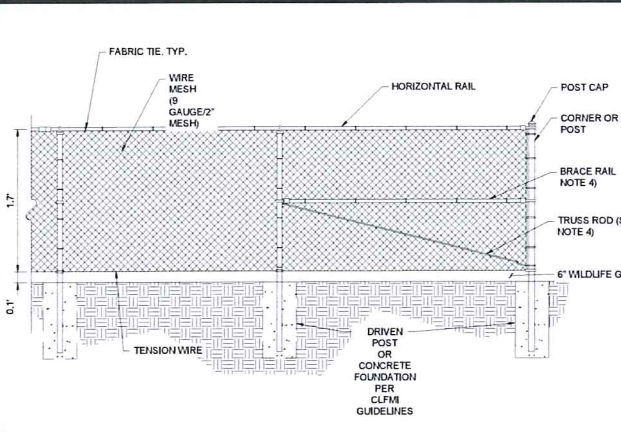 FABRIC TIE, TYP.
WIRE
MESH
(9
GAUGE/2"
MESH)
HORIZONTAL RAIL
POST CAP
CORNER OR
POST
BRACE RAIL
NOTE 4)
TRUSS ROD (S
NOTE 4)
6" WILDLIFE G
1.7'
0.1'
TENSION WIRE
DRIVEN
POST
OR
CONCRETE
FOUNDATION
PER
CLFMI
GUIDELINES